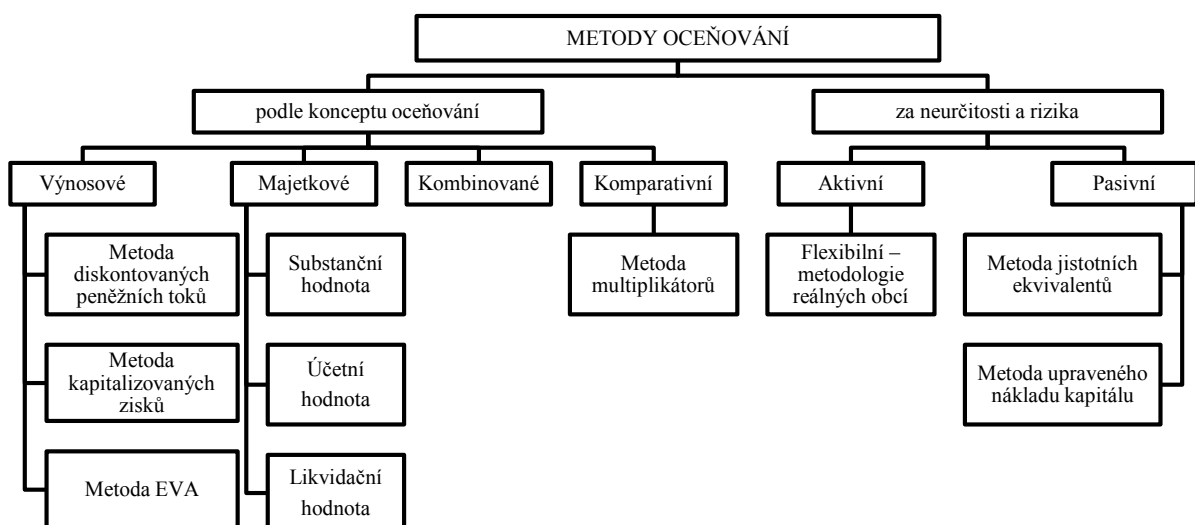 METODY OCEŇOVÁNÍ
podle konceptu oceňování
za neurčitosti a rizika
Výnosové
Majetkové
Kombinované
Komparativní
Aktivní
Pasivní
Metoda
diskontovaných
peněžních toků
Substanční
hodnota
Metoda
multiplikátorů
Flexibilní –
metodologie
reálných obcí
Metoda jistotních
ekvivalentů
Metoda
kapitalizovaných
zisků
Účetní
hodnota
Metoda upraveného
nákladu kapitálu
Metoda EVA
Likvidační
hodnota